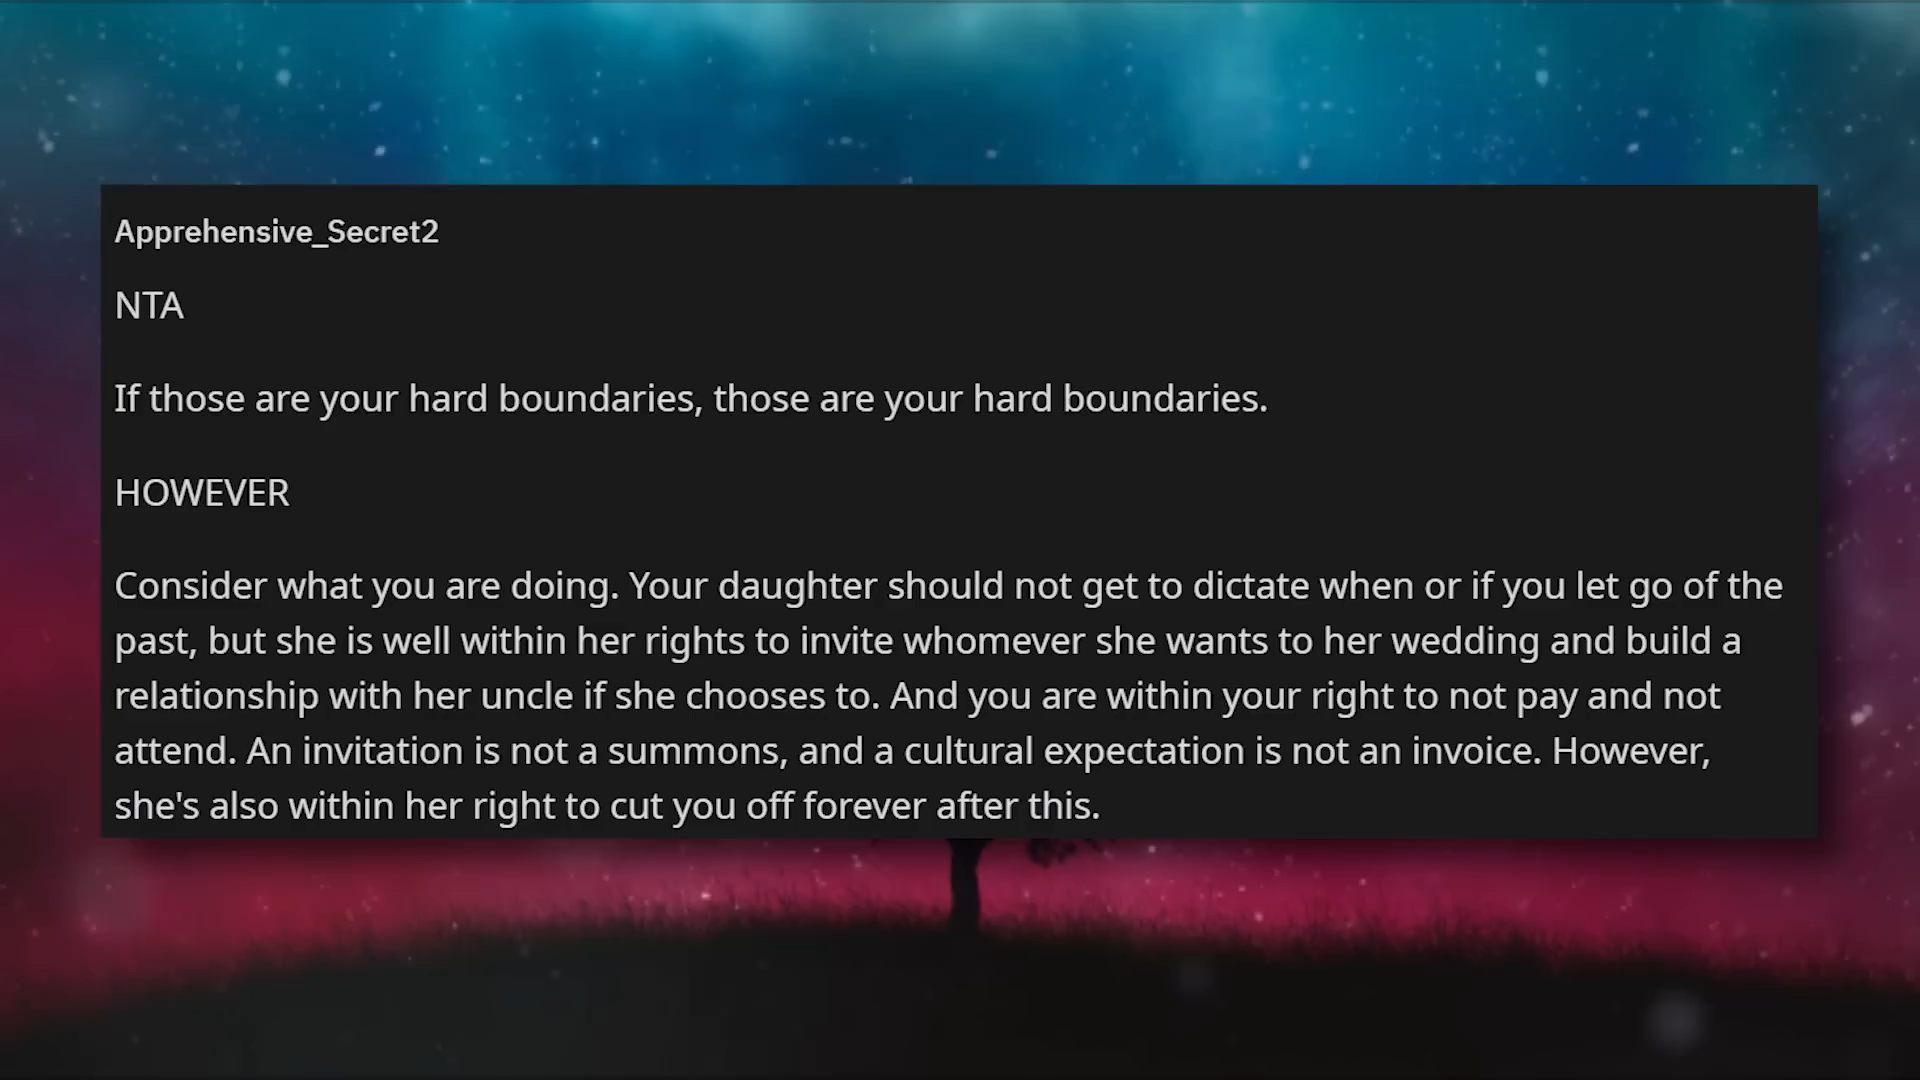 Apprehensive_Secret2
NTA
If those are your hard boundaries, those are your hard boundaries.
HOWEVER
Consider what you are doing. Your daughter should not get to dictate when or if you let go of the
past, but she is well within her rights to invite whomever she wants to her wedding and build a
relationship with her uncle if she chooses to. And you are within your right to not pay and not
attend. An invitation is not a summons, and a cultural expectation is not an invoice. However,
she's also within her right to cut you off forever after this.